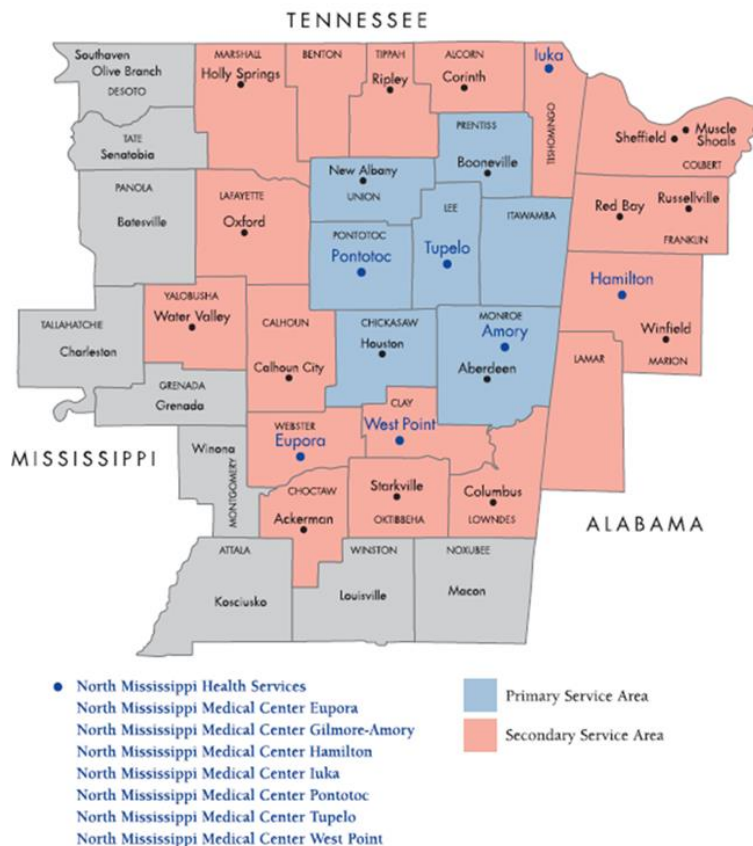 TENNESSEE
Southaven
Olive Branch
DESOTO
MARSHALL
Holly Springs
BENTON
TIPPAH
Ripley
ALCORN
Corinth
Iuka
TISHOMINGO
TATE
Senatobia
PRENTISS
Booneville
Sheffield
Muscle
Shoals
COLBERT
PANOLA
Batesville
LAFAYETTE
Oxford
New Albany
UNION
LEE
Tupelo
ITAWAMBA
Red Bay
Russellville
FRANKLIN
PONTOTOC
Pontotoc
Hamilton
Winfield
MARION
TALLAHATCHIE
Charleston
YALOBUSHA
Water Valley
CALHOUN
Calhoun City
CHICKASAW
Houston
MONROE
Amory
Aberdeen
LAMAR
GRENADA
Grenada
WEBSTER
Eupora
CLAY
West Point
MISSISSIPPI
Winona
MONTGOMERY
CHOCTAW
Ackerman
Starkville
OKTIBBEHA
Columbus
LOWNDES
ALABAMA
ATTALA
Kosciusko
WINSTON
Louisville
NOXUBEE
Macon
North Mississippi Health Services
North Mississippi Medical Center Eupora
North Mississippi Medical Center Gilmore-Amory
North Mississippi Medical Center Hamilton
North Mississippi Medical Center Iuka
North Mississippi Medical Center Pontotoc
North Mississippi Medical Center Tupelo
North Mississippi Medical Center West Point
Primary Service Area
Secondary Service Area